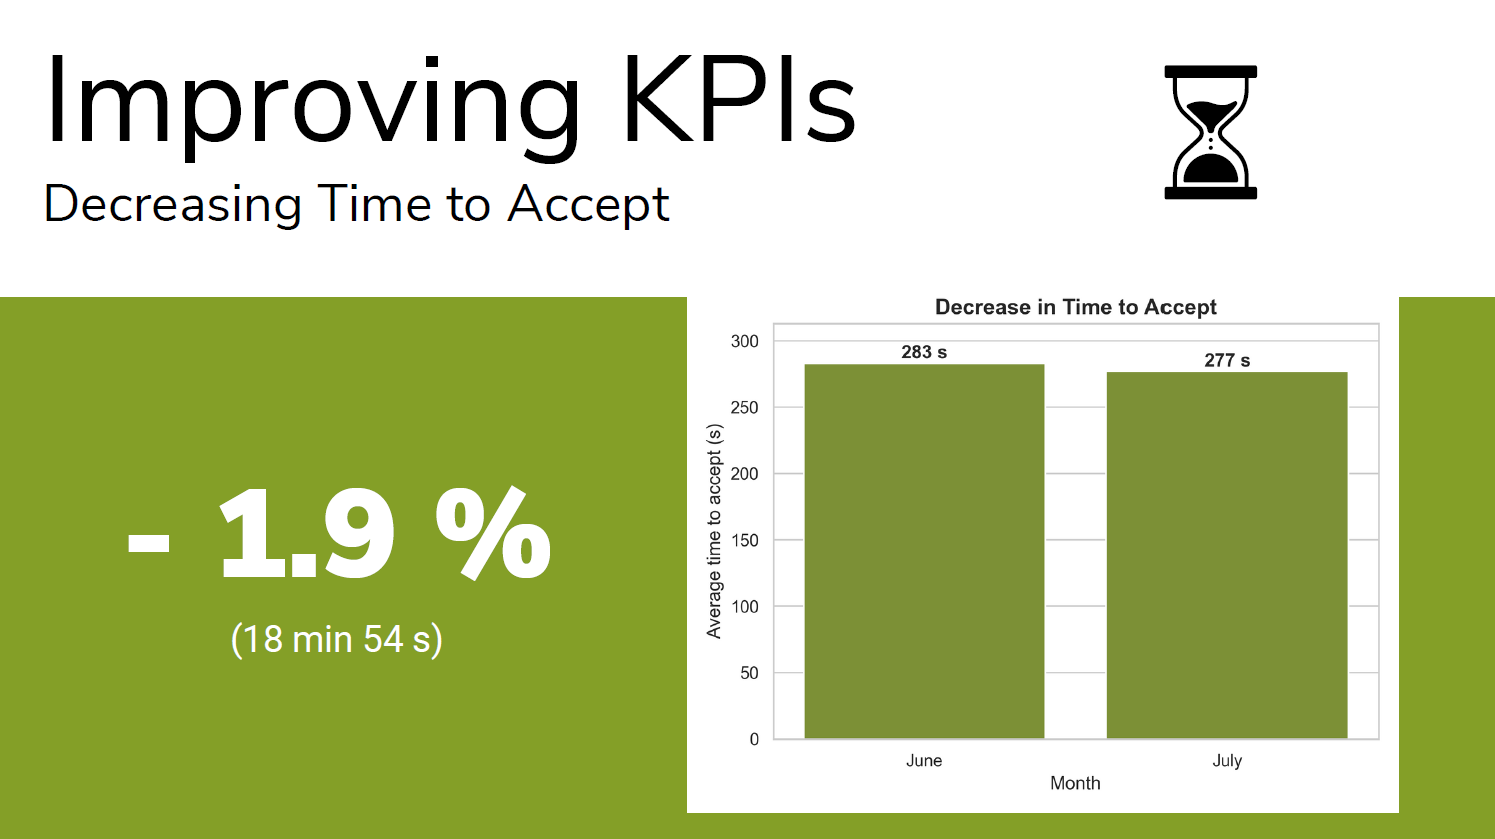 Improving KPIs
Decreasing Time to Accept
- 1.9 %
(18 min 54 s)
Decrease in Time to Accept
300
250
200
150
100
50
0
Average time to accept (s)
283 s
277 s
June
July
Month